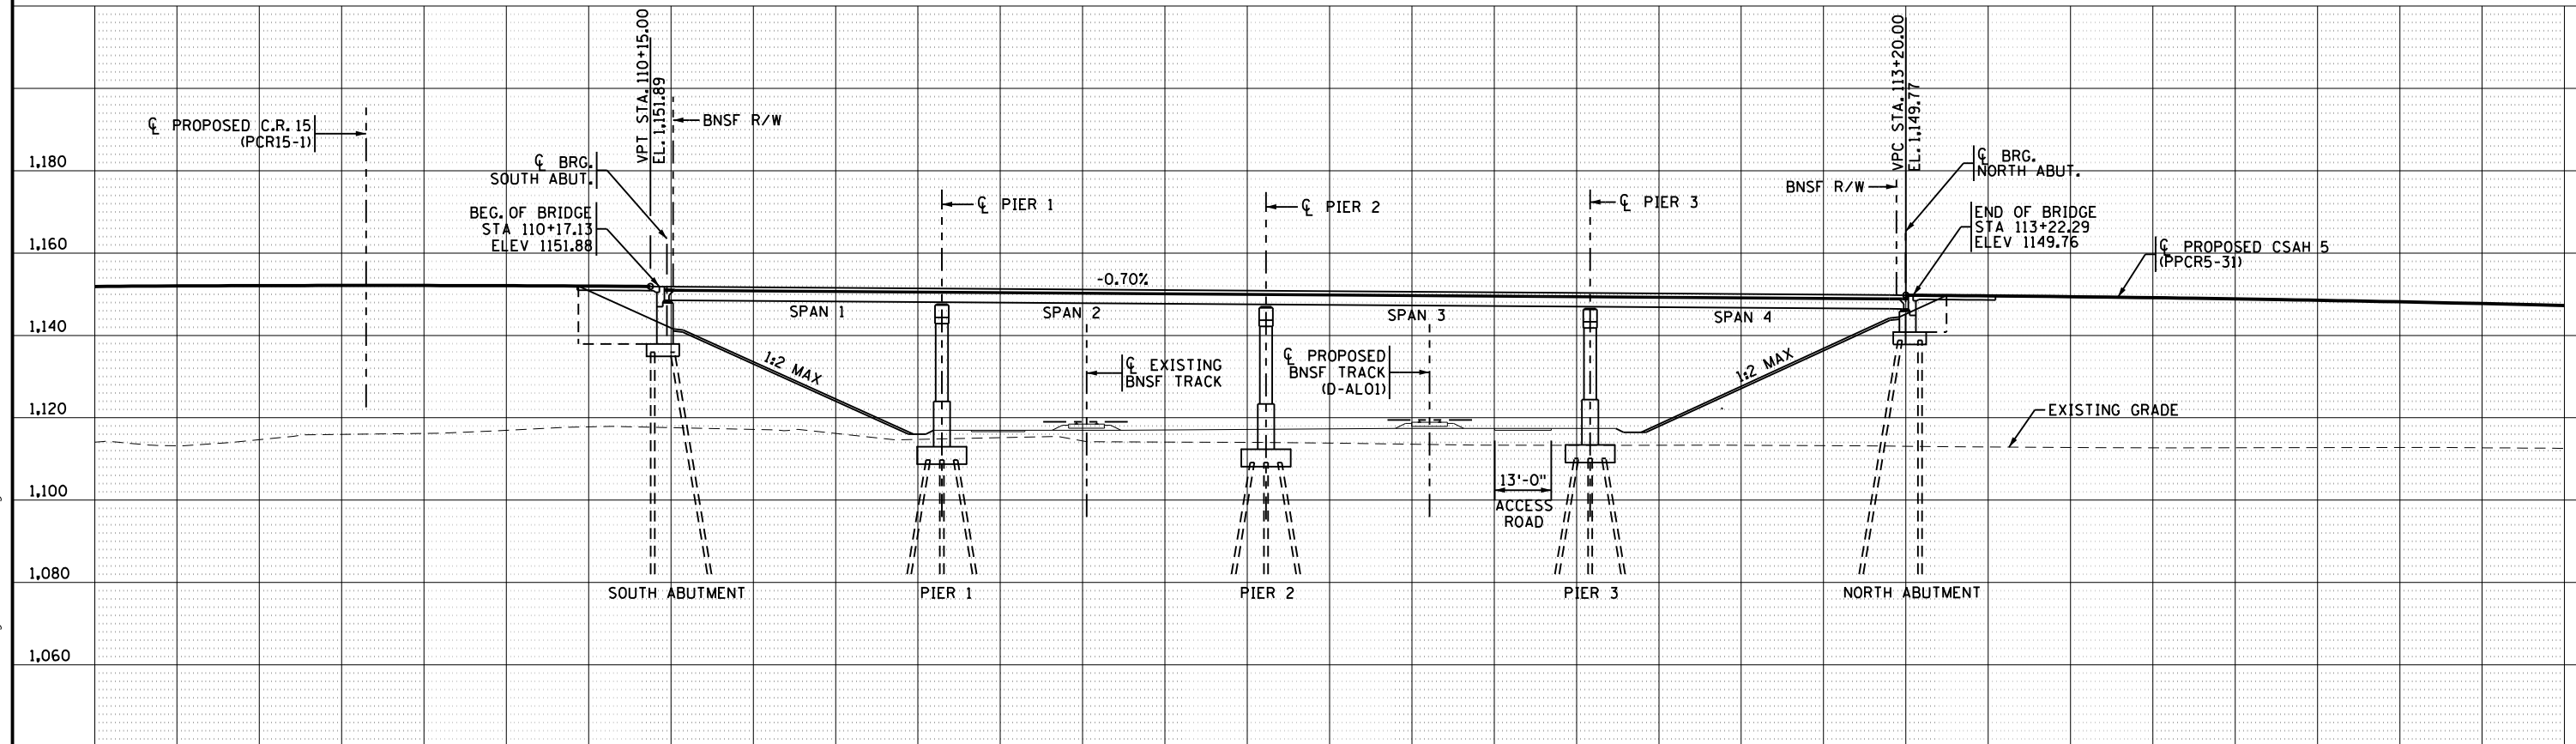 VPT STA. 110+15.00
EL. 1,151.89
VPC STA. 113+20.00
EL. 1,149.77
℄ PROPOSED C.R. 15
(PCR15-1)
BNSF R/W
1,180
℄ BRG.
SOUTH ABUT.
℄ BRG.
NORTH ABUT.
BNSF R/W
BEG. OF BRIDGE
STA 110+17.13
ELEV 1151.88
℄ PIER 1
℄ PIER 2
℄ PIER 3
END OF BRIDGE
STA 113+22.29
ELEV 1149.76
1,160
℄ PROPOSED CSAH 5
(PPCR5-31)
-0.70%
SPAN 1
SPAN 2
SPAN 3
SPAN 4
1,140
1:2 MAX
℄ EXISTING
BNSF TRACK
℄ PROPOSED
BNSF TRACK
(D-AL01)
1:2 MAX
1,120
EXISTING GRADE
1,100
13'-0"
ACCESS
ROAD
1,080
SOUTH ABUTMENT
PIER 1
PIER 2
PIER 3
NORTH ABUTMENT
1,060